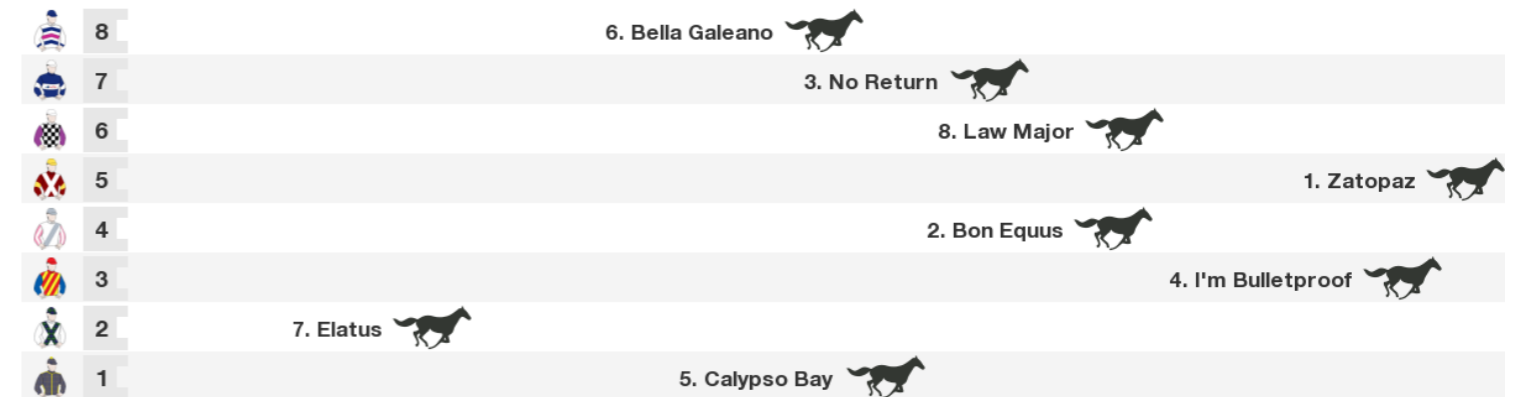 8 6. Bella Galeano
7 3. No Return
6 8. Law Major
5 1. Zatopaz
4 2. Bon Equus
3 4. I'm Bulletproof
2 7. Elatus
1 5. Calypso Bay